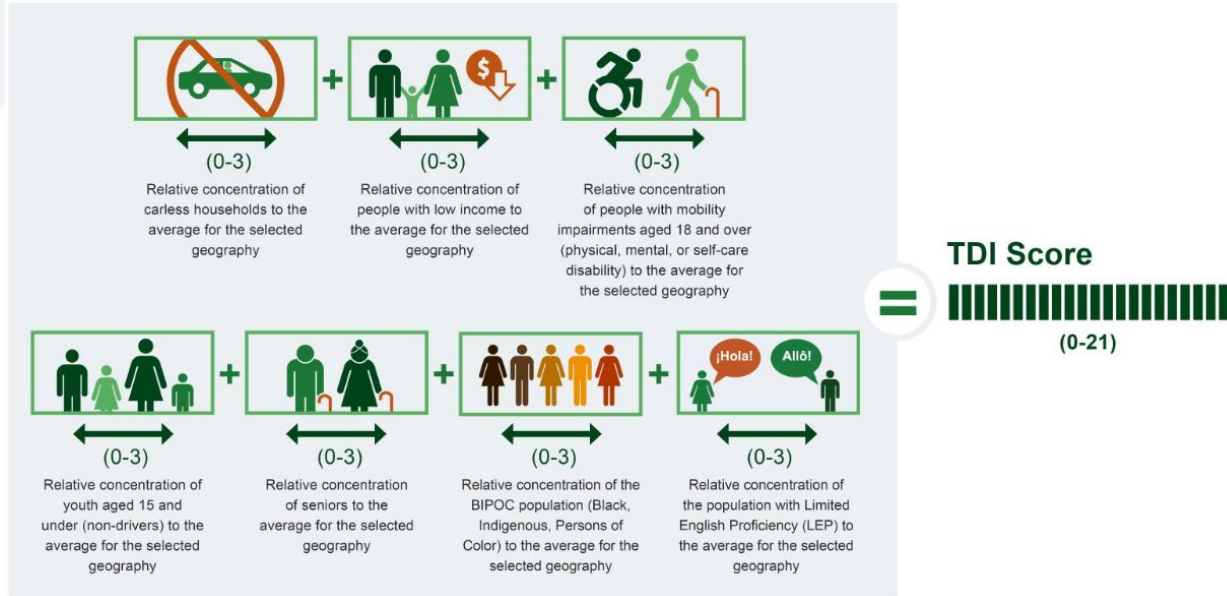 $
(0-3)
Relative concentration of
carless households to the
average for the selected
geography
(0-3)
Relative concentration of
people with low income to
the average for the selected
geography
(0-3)
Relative concentration
of people with mobility
impairments aged 18 and over
(physical, mental, or self-care
disability) to the average for
the selected geography
¡Hola!
Allô!
(0-3)
Relative concentration of
youth aged 15 and
under (non-drivers) to the
average for the selected
geography
(0-3)
Relative concentration
of seniors to the
average for the selected
geography
(0-3)
Relative concentration of the
BIPOC population (Black,
Indigenous, Persons of
Color) to the average for the
selected geography
(0-3)
Relative concentration of
the population with Limited
English Proficiency (LEP) to
the average for the selected
geography
TDI Score
(0-21)